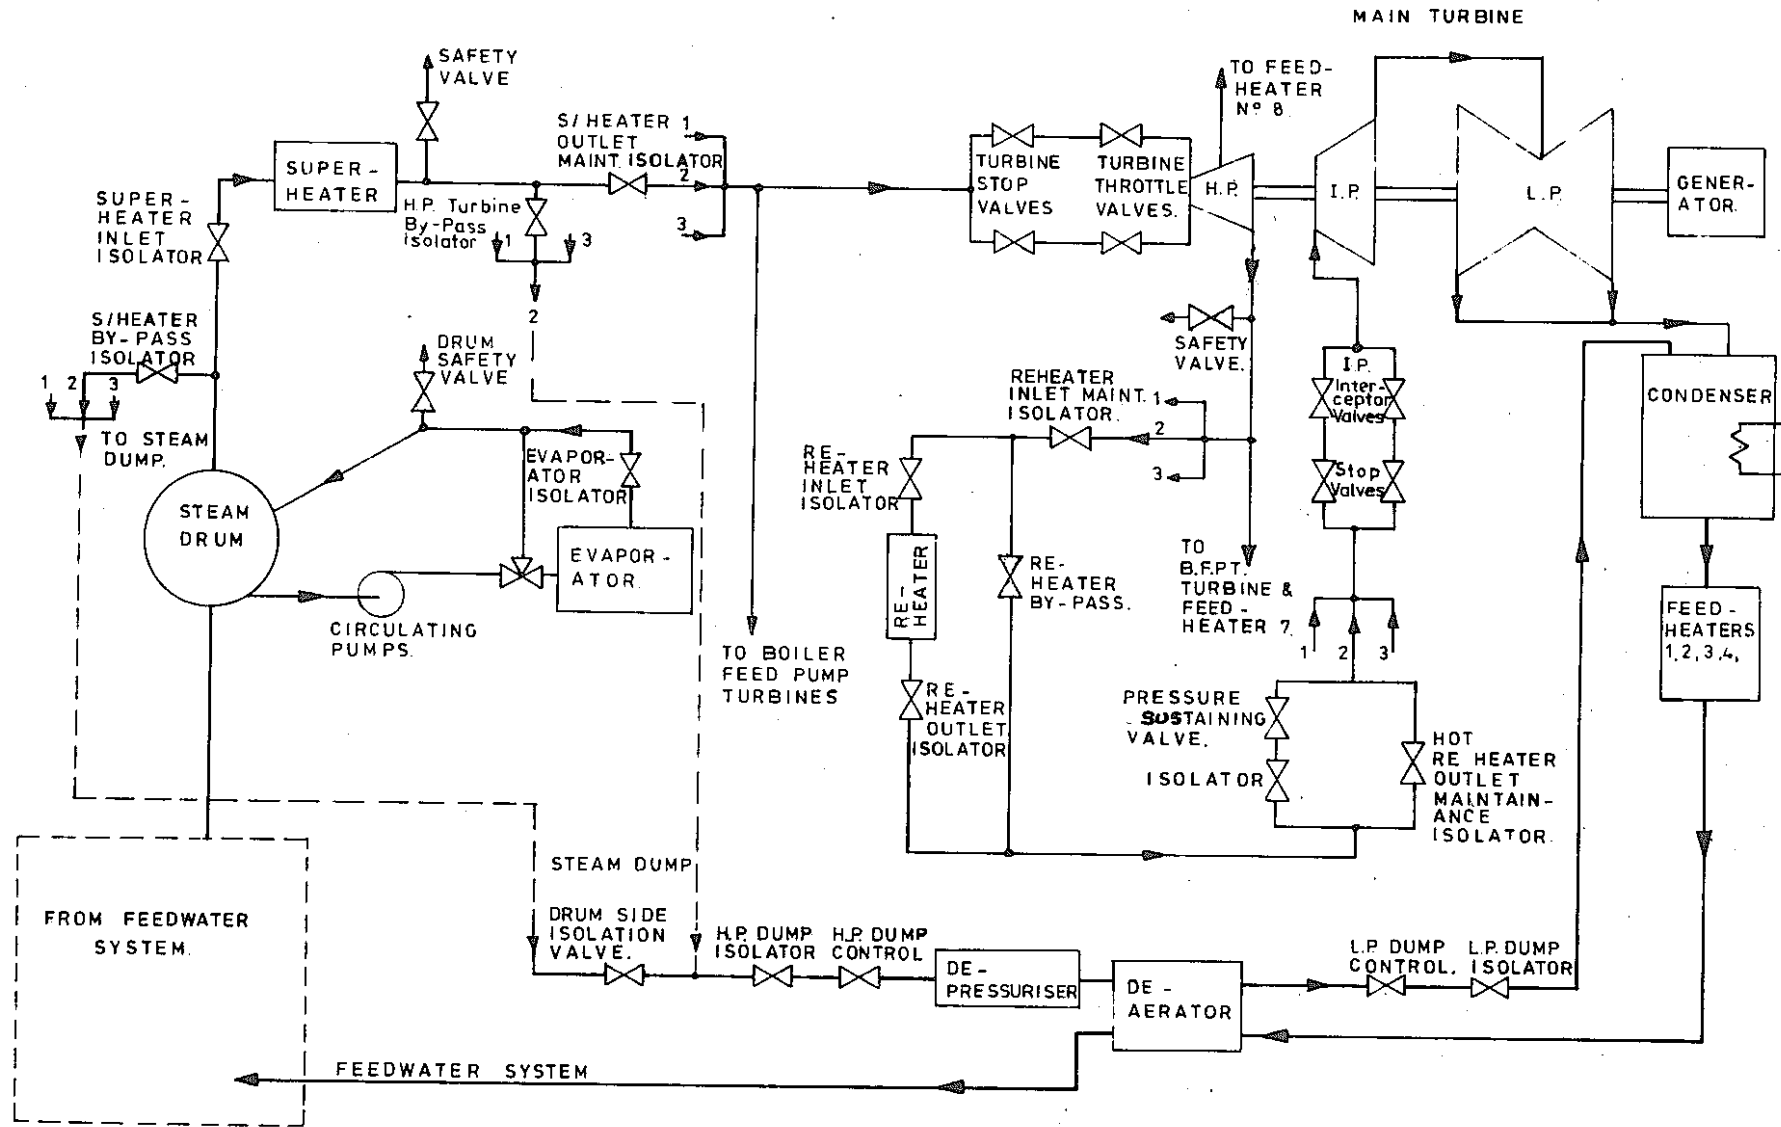 MAIN TURBINE
SAFETY
VALVE
TO FEED-
HEATER
Nº 8.
S/HEATER 1
OUTLET
MAINT. ISOLATOR
2
3
SUPER-
HEATER
SUPER-
HEATER
INLET
ISOLATOR
H.P. Turbine
By-Pass
isolator
1
3
2
TURBINE
STOP
VALVES
TURBINE
THROTTLE
VALVES.
H.P.
I.P.
L.P.
GENER-
ATOR.
S/HEATER
BY-PASS
ISOLATOR
1 2 3
TO STEAM
DUMP.
DRUM
SAFETY
VALVE
SAFETY
VALVE.
I.P.
Inter-
ceptor
Valves
Stop
Valves
CONDENSER
REHEATER
INLET MAINT.
ISOLATOR.
1
2
3
RE-
HEATER
INLET
ISOLATOR
EVAPOR-
ATOR
ISOLATOR
STEAM
DRUM
EVAPOR-
ATOR.
RE-
HEATER
RE-
HEATER
BY-PASS.
TO
B.F.P.T.
TURBINE &
FEED-
HEATER 7.
1 2 3
FEED-
HEATERS
1,2,3,4,
CIRCULATING
PUMPS.
TO BOILER
FEED PUMP
TURBINES
RE-
HEATER
OUTLET
ISOLATOR
PRESSURE
SUSTAINING
VALVE.
ISOLATOR
HOT
RE HEATER
OUTLET
MAINTAIN-
ANCE
ISOLATOR.
STEAM DUMP
FROM FEEDWATER
SYSTEM.
DRUM SIDE
ISOLATION
VALVE.
H.P. DUMP
ISOLATOR
H.P. DUMP
CONTROL
DE-
PRESSURISER
DE-
AERATOR
L.P DUMP
CONTROL.
L.P. DUMP
ISOLATOR
FEEDWATER SYSTEM